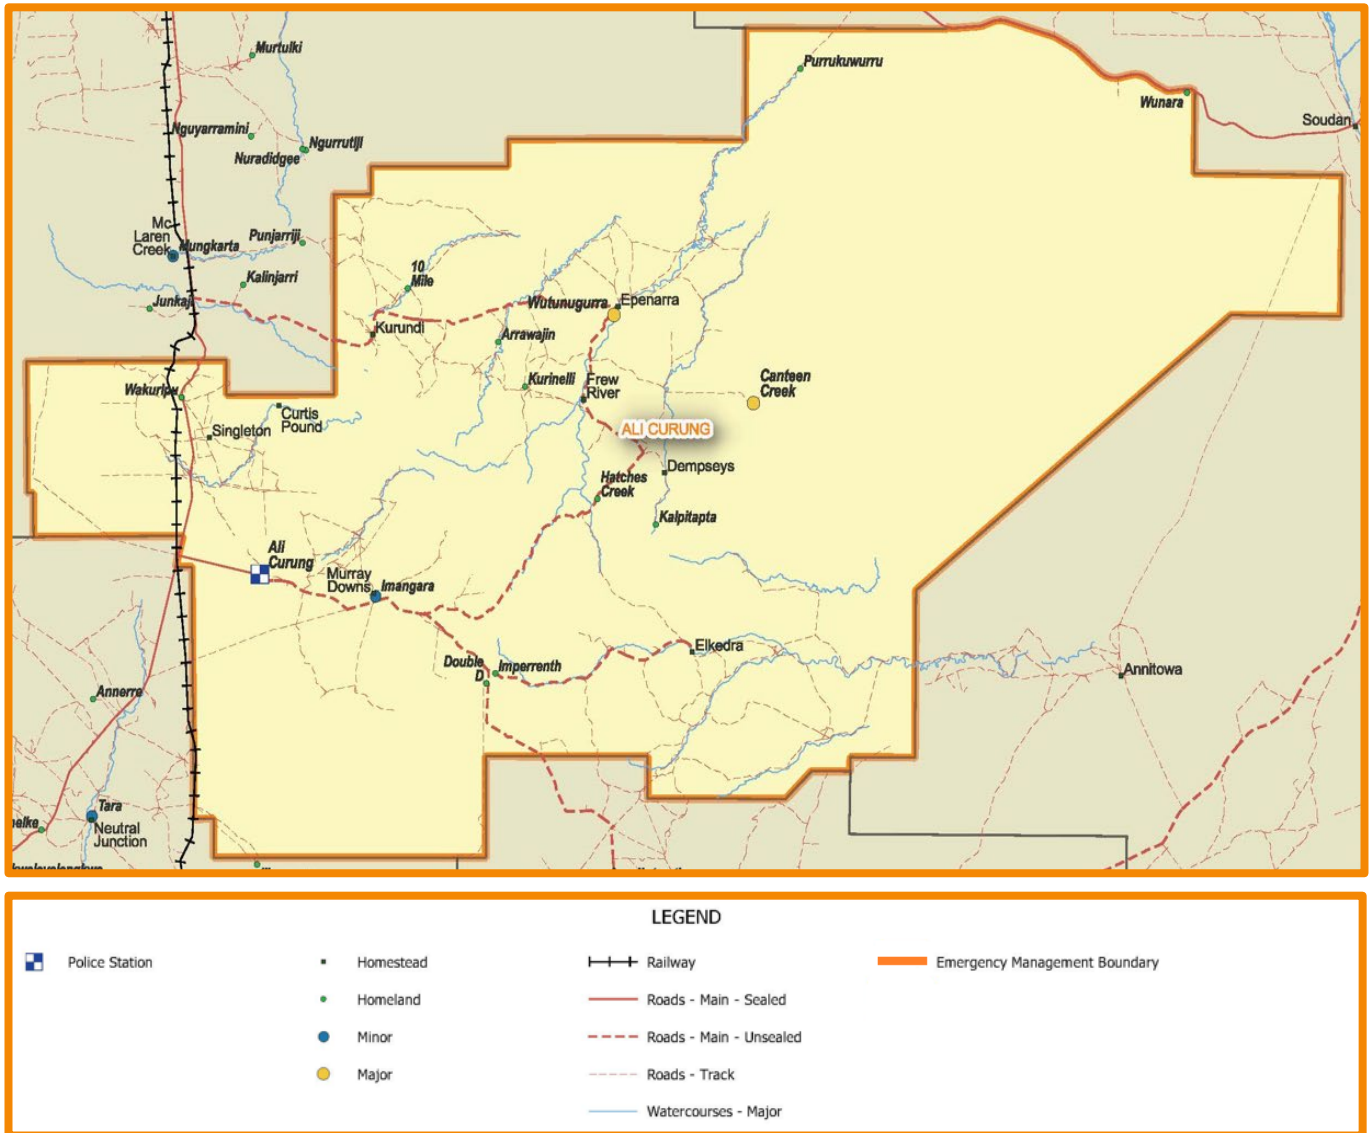 Murtulki
Purrukuwurru
Wunara
Soudan
Nguyarramini
Ngurrutiji
Nuradidgee
Mc
Laren
Creek
Mungkarta
Punjarriji
Kalinjarri
Junkaji
10
Mile
Kurundi
Wutunugurra
Epenarra
Arrawajin
Kurinelli
Frew
River
Canteen
Creek
ALI CURUNG
Wakurlpu
Curtis
Pound
Singleton
Dempseys
Hatches
Creek
Kalpitapta
Ali
Curung
Murray
Downs
Imangara
Double
D
Imperrenth
Elkedra
Annitowa
Annerre
Tara
Neutral
Junction
elke
LEGEND
Police Station
Homestead
Homeland
Minor
Major
Railway
Roads - Main - Sealed
Roads - Main - Unsealed
Roads - Track
Watercourses - Major
Emergency Management Boundary